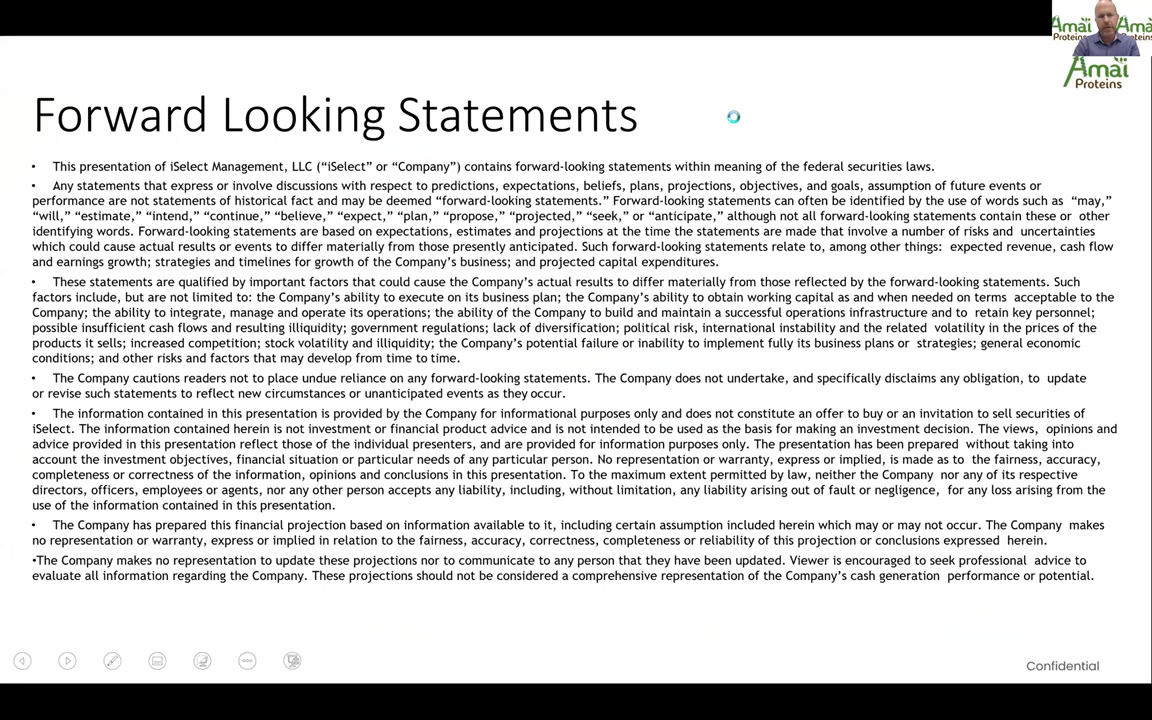 Amaï Ama
Proteins Proteins
Amaï
Proteins
Forward Looking Statements
• This presentation of iSelect Management, LLC (“iSelect” or “Company”) contains forward-looking statements within meaning of the federal securities laws.
• Any statements that express or involve discussions with respect to predictions, expectations, beliefs, plans, projections, objectives, and goals, assumption of future events or
performance are not statements of historical fact and may be deemed “forward-looking statements.” Forward-looking statements can often be identified by the use of words such as “may,”
“will,” “estimate,” “intend,” “continue,” “believe,” “expect,” “plan,” “propose,” “projected,” “seek,” or “anticipate,” although not all forward-looking statements contain these or other
identifying words. Forward-looking statements are based on expectations, estimates and projections at the time the statements are made that involve a number of risks and uncertainties
which could cause actual results or events to differ materially from those presently anticipated. Such forward-looking statements relate to, among other things: expected revenue, cash flow
and earnings growth; strategies and timelines for growth of the Company’s business; and projected capital expenditures.
• These statements are qualified by important factors that could cause the Company’s actual results to differ materially from those reflected by the forward-looking statements. Such
factors include, but are not limited to: the Company’s ability to execute on its business plan; the Company’s ability to obtain working capital as and when needed on terms acceptable to the
Company; the ability to integrate, manage and operate its operations; the ability of the Company to build and maintain a successful operations infrastructure and to retain key personnel;
possible insufficient cash flows and resulting illiquidity; government regulations; lack of diversification; political risk, international instability and the related volatility in the prices of the
products it sells; increased competition; stock volatility and illiquidity; the Company’s potential failure or inability to implement fully its business plans or strategies; general economic
conditions; and other risks and factors that may develop from time to time.
• The Company cautions readers not to place undue reliance on any forward-looking statements. The Company does not undertake, and specifically disclaims any obligation, to update
or revise such statements to reflect new circumstances or unanticipated events as they occur.
• The information contained in this presentation is provided by the Company for informational purposes only and does not constitute an offer to buy or an invitation to sell securities of
iSelect. The information contained herein is not investment or financial product advice and is not intended to be used as the basis for making an investment decision. The views, opinions and
advice provided in this presentation reflect those of the individual presenters, and are provided for information purposes only. The presentation has been prepared without taking into
account the investment objectives, financial situation or particular needs of any particular person. No representation or warranty, express or implied, is made as to the fairness, accuracy,
completeness or correctness of the information, opinions and conclusions in this presentation. To the maximum extent permitted by law, neither the Company nor any of its respective
directors, officers, employees or agents, nor any other person accepts any liability, including, without limitation, any liability arising out of fault or negligence, for any loss arising from the
use of the information contained in this presentation.
• The Company has prepared this financial projection based on information available to it, including certain assumption included herein which may or may not occur. The Company makes
no representation or warranty, express or implied in relation to the fairness, accuracy, correctness, completeness or reliability of this projection or conclusions expressed herein.
•The Company makes no representation to update these projections nor to communicate to any person that they have been updated. Viewer is encouraged to seek professional advice to
evaluate all information regarding the Company. These projections should not be considered a comprehensive representation of the Company’s cash generation performance or potential.
Confidential